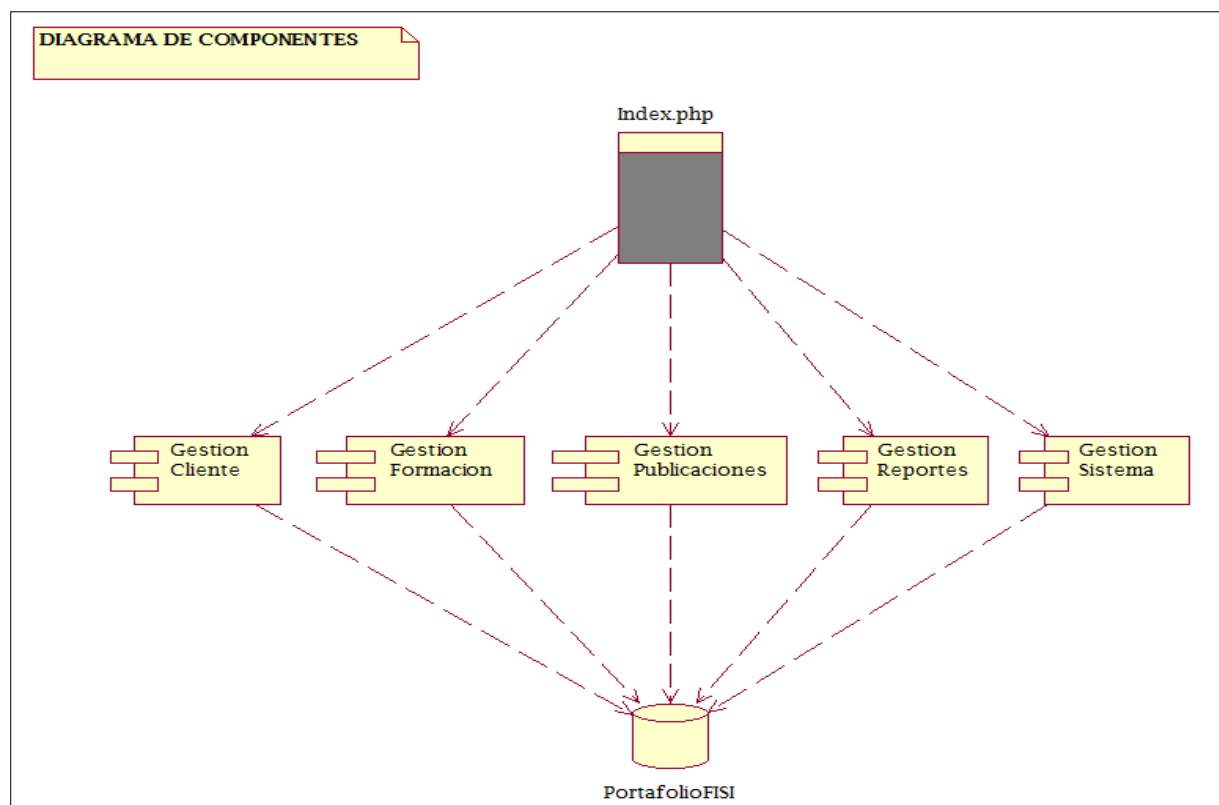 DIAGRAMA DE COMPONENTES
Index.php
Gestion
Cliente
Gestion
Formacion
Gestion
Publicaciones
Gestion
Reportes
Gestion
Sistema
PortafolioFISI